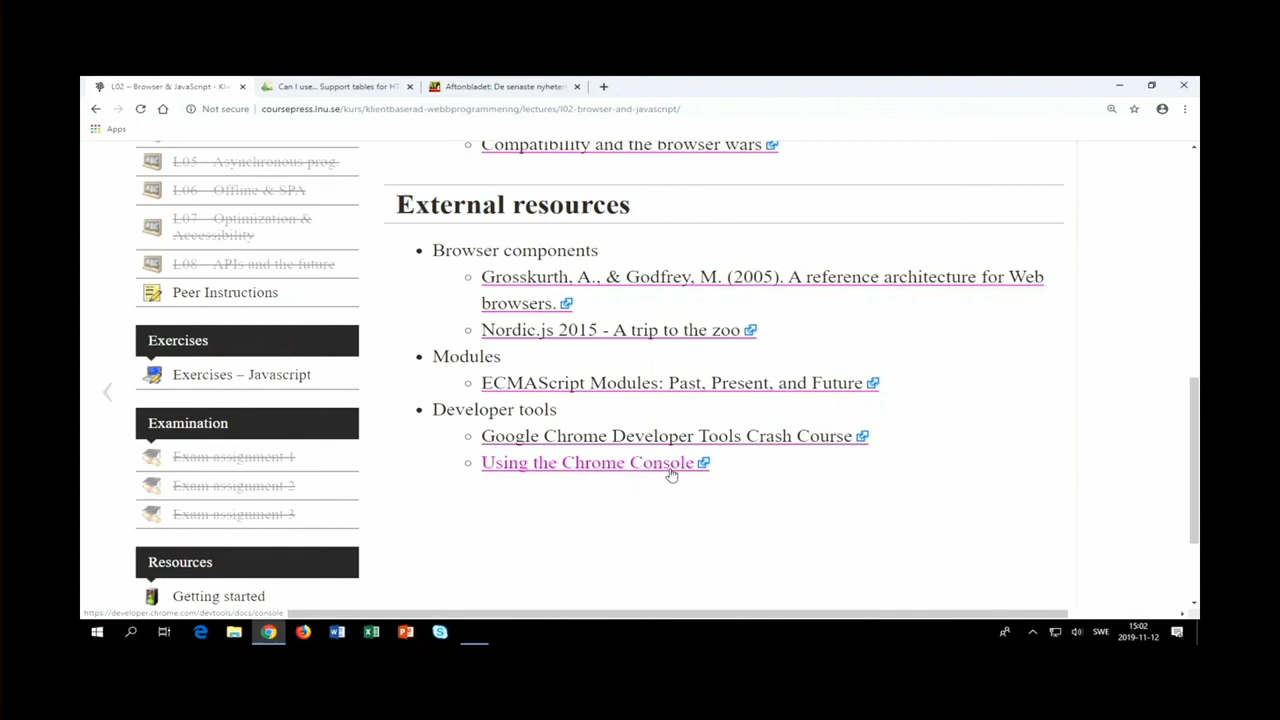 L02 – Browser & JavaScript - Kli
Can I use... Support tables for HT
Aftonbladet: De senaste nyheter
Not secure
coursepress.lnu.se/kurs/klientbaserad-webbprogrammering/lectures/l02-browser-and-javascript/
Apps
L05 – Asynchronous prog.
L06 – Offline & SPA
L07 – Optimization &
Accessibility
L08 – APIs and the future
Peer Instructions
Exercises
Exercises – Javascript
Examination
Exam assignment 1
Exam assignment 2
Exam assignment 3
Resources
Getting started
Compatibility and the browser wars
External resources
Browser components
Grosskurth, A., & Godfrey, M. (2005). A reference architecture for Web
browsers.
Nordic.js 2015 - A trip to the zoo
Modules
ECMAScript Modules: Past, Present, and Future
Developer tools
Google Chrome Developer Tools Crash Course
Using the Chrome Console
https://developer.chrome.com/devtools/docs/console
SWE
15:02
2019-11-12